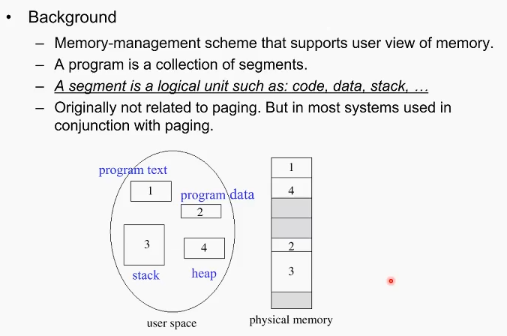 • Background
– Memory-management scheme that supports user view of memory.
– A program is a collection of segments.
– A segment is a logical unit such as: code, data, stack, …
– Originally not related to paging. But in most systems used in
conjunction with paging.
program text
1
program data
2
3
stack
4
heap
user space
1
4
2
3
physical memory